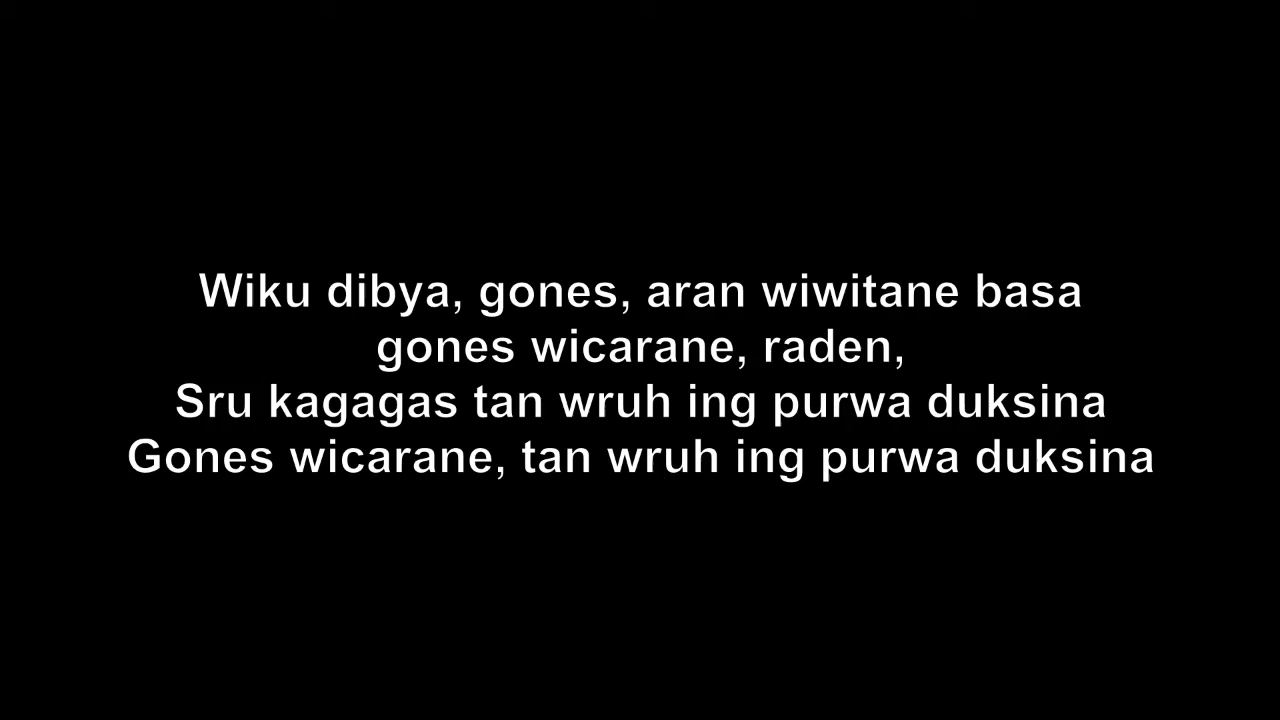 Wiku dibya, gones, aran wiwitane basa
gones wicarane, raden,
Sru kagagas tan wruh ing purwa duksina
Gones wicarane, tan wruh ing purwa duksina